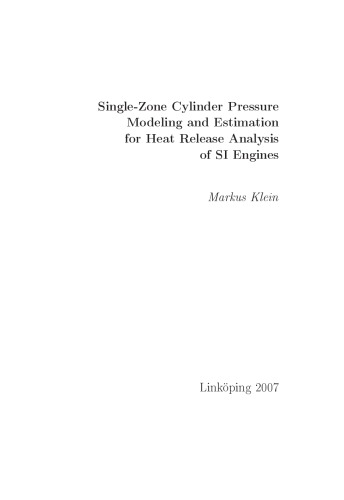 Single-Zone Cylinder Pressure
Modeling and Estimation
for Heat Release Analysis
of SI Engines
Markus Klein
Linköping 2007